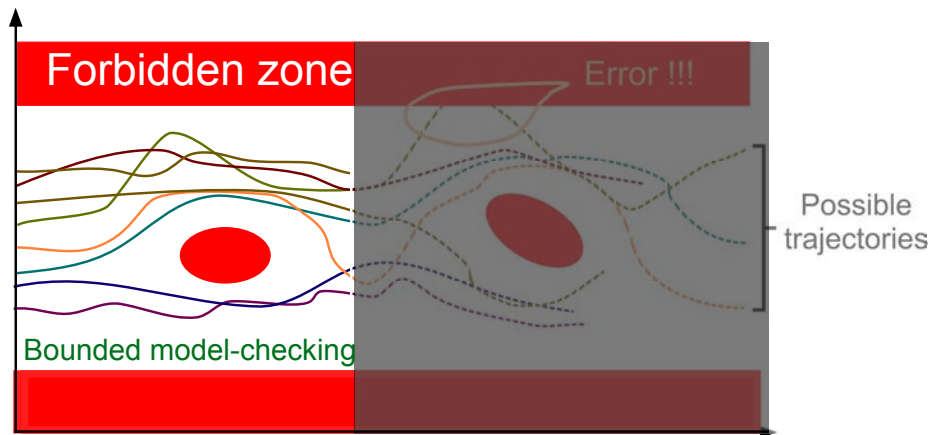 Forbidden zone
Error !!!
Possible
trajectories
Bounded model-checking